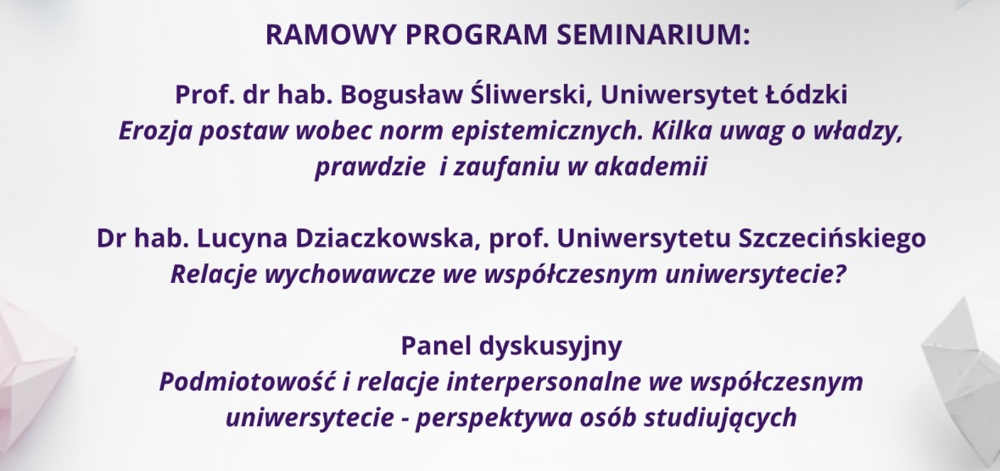 RAMOWY PROGRAM SEMINARIUM:
Prof. dr hab. Bogusław Śliwerski, Uniwersytet Łódzki
Erozja postaw wobec norm epistemicznych. Kilka uwag o władzy,
prawdzie  i zaufaniu w akademii
Dr hab. Lucyna Dziaczkowska, prof. Uniwersytetu Szczecińskiego
Relacje wychowawcze we współczesnym uniwersytecie?
Panel dyskusyjny
Podmiotowość i relacje interpersonalne we współczesnym
uniwersytecie - perspektywa osób studiujących